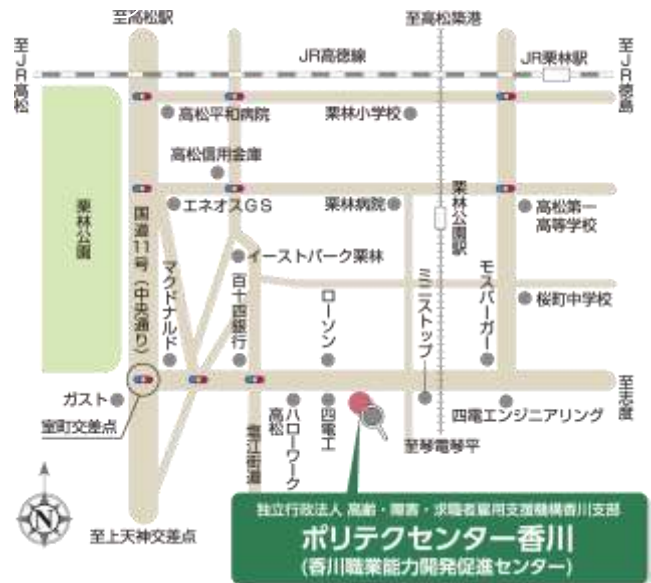 至高松駅
至高松築港
至JR高松
JR高徳線
JR栗林駅
至JR徳島
高松平和病院
栗林小学校
高松信用金庫
栗林公園
国道11号(中央通り)
エネオスGS
栗林病院
栗林公園駅
高松第一
高等学校
イーストパーク栗林
マクドナルド
百十四銀行
ローソン
ミニストップ
モスバーガー
桜町中学校
ガスト
室町交差点
塩江街道
ハローワーク
高松
四電工
四電エンジニアリング
至志度
至琴電琴平
N
至上天神交差点
独立行政法人 高齢・障害・求職者雇用支援機構香川支部
ポリテクセンター香川
(香川職業能力開発促進センター)